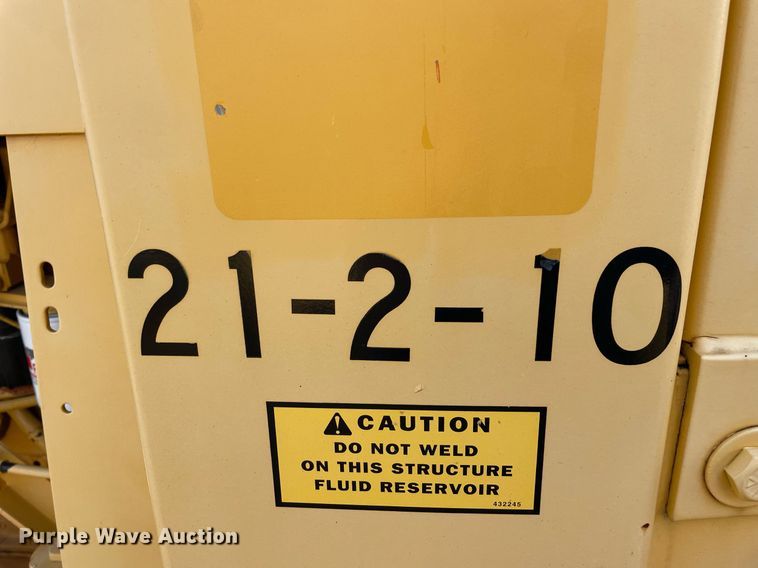 21-2-10
CAUTION
DO NOT WELD
ON THIS STRUCTURE
FLUID RESERVOIR
432245
Purple Wave Auction